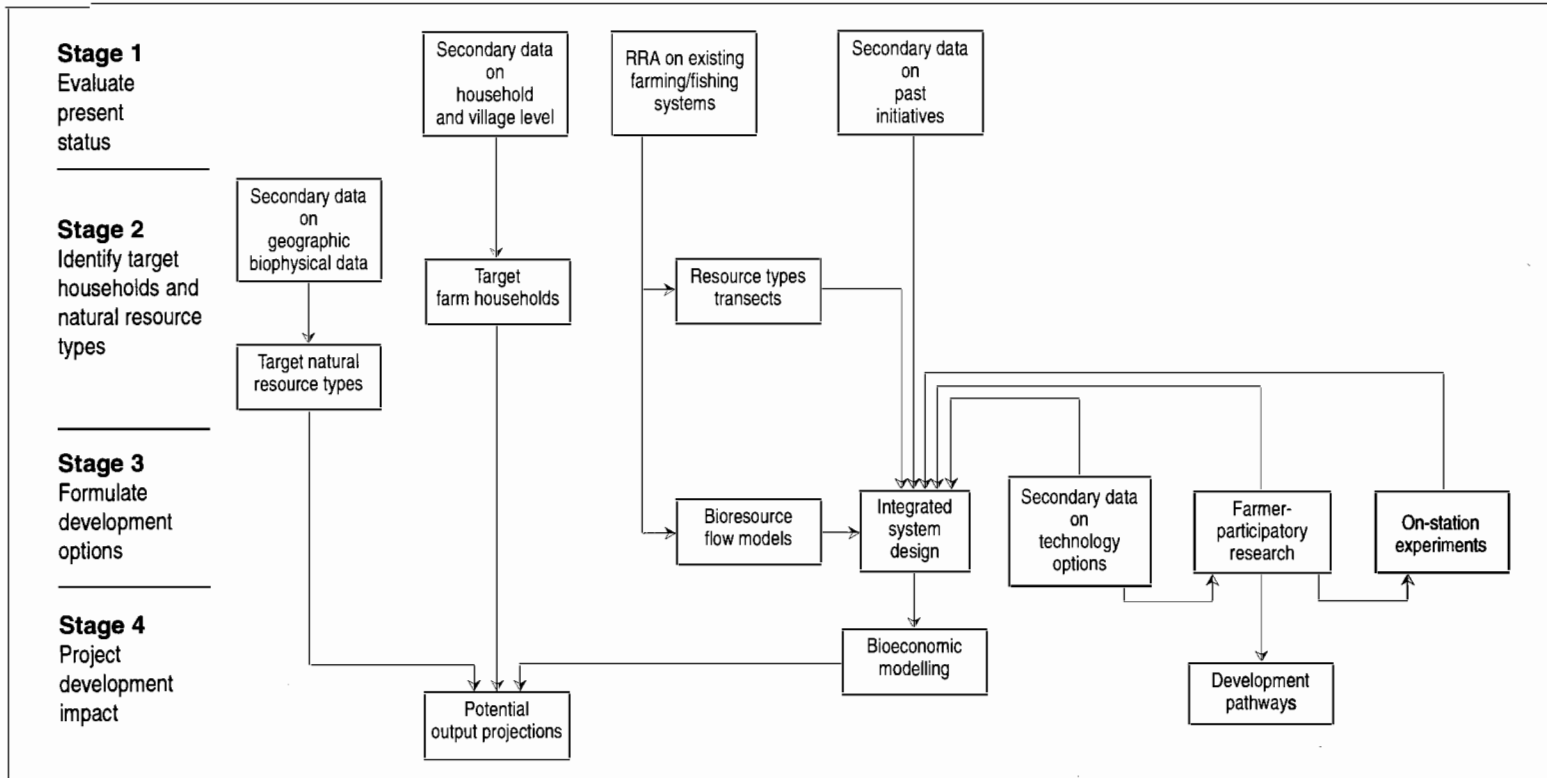 Stage 1
Evaluate
present
status
Secondary data
on
household
and village level
RRA on existing
farming/fishing
systems
Secondary data
on
past
initiatives
Stage 2
Identify target
households and
natural resource
types
Secondary data
on
geographic
biophysical data
Target
farm households
Resource types
transects
Target natural
resource types
Stage 3
Formulate
development
options
Bioresource
flow models
Integrated
system
design
Secondary data
on
technology
options
Farmer-
participatory
research
On-station
experiments
Stage 4
Project
development
impact
Bioeconomic
modelling
Development
pathways
Potential
output projections